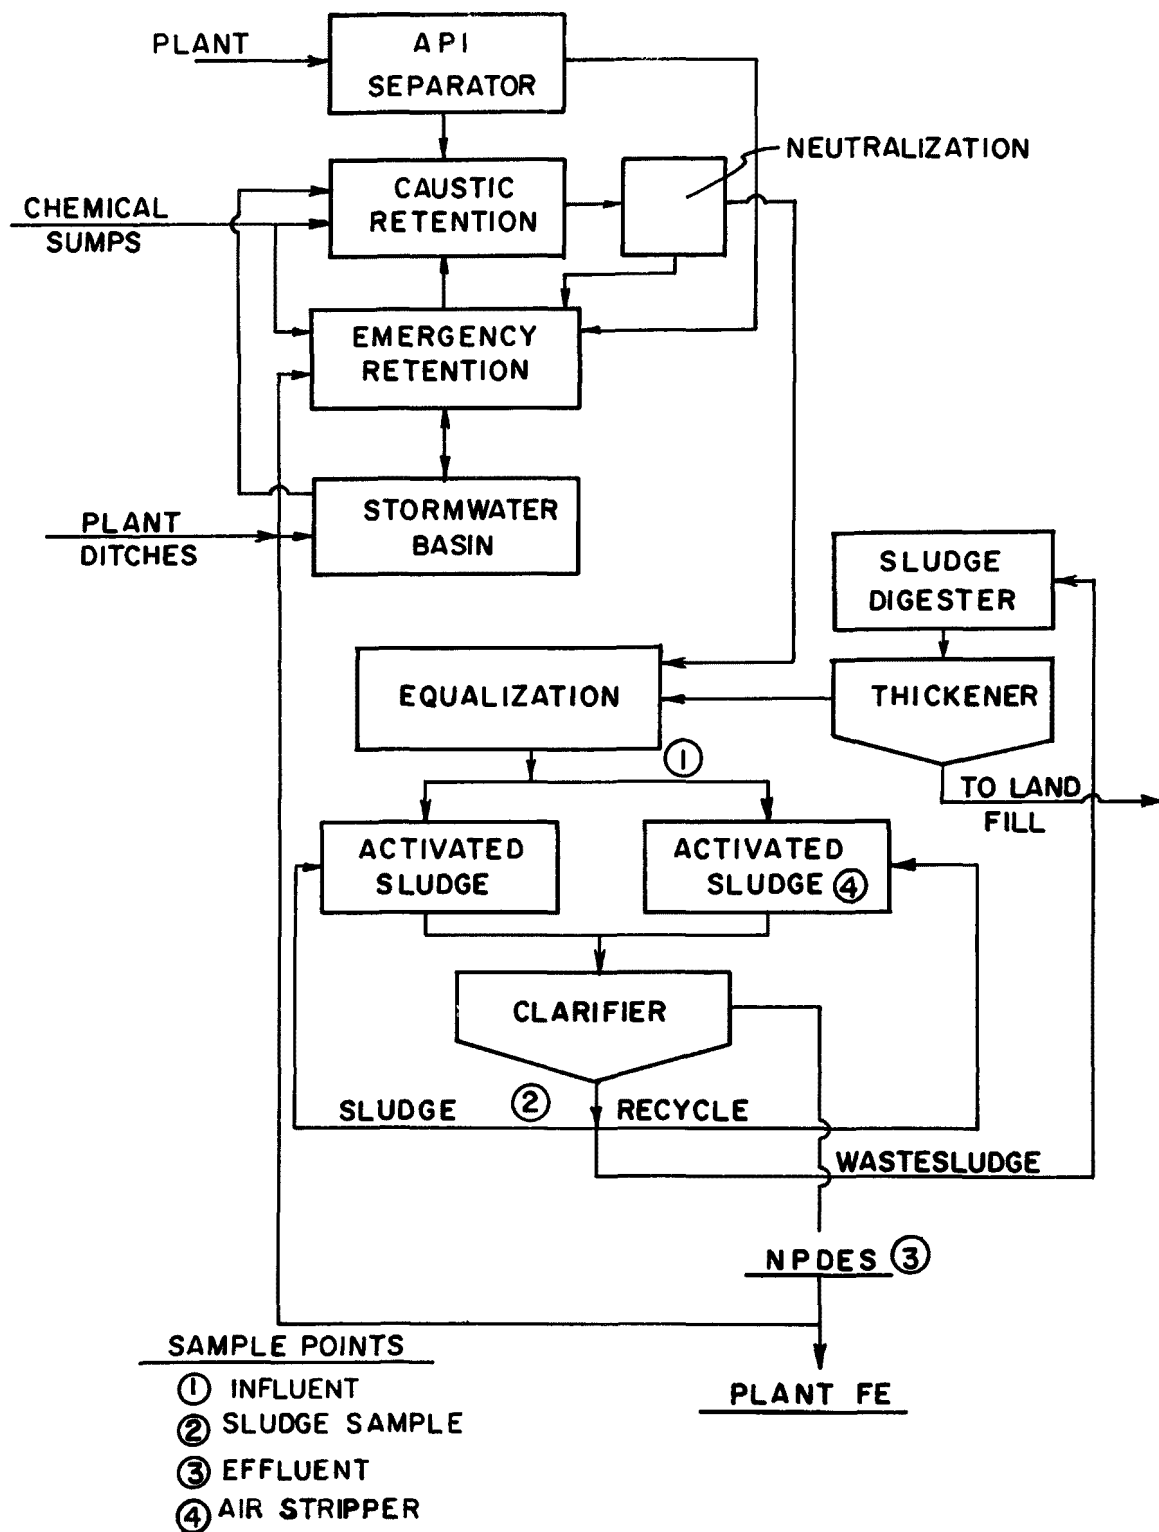 PLANT
API
SEPARATOR
NEUTRALIZATION
CHEMICAL
SUMPS
CAUSTIC
RETENTION
EMERGENCY
RETENTION
PLANT
DITCHES
STORMWATER
BASIN
SLUDGE
DIGESTER
EQUALIZATION
THICKENER
1
TO LAND
FILL
ACTIVATED
SLUDGE
ACTIVATED
SLUDGE 4
CLARIFIER
SLUDGE 2 RECYCLE
WASTESLUDGE
NPDES 3
PLANT FE
SAMPLE POINTS
1 INFLUENT
2 SLUDGE SAMPLE
3 EFFLUENT
4 AIR STRIPPER